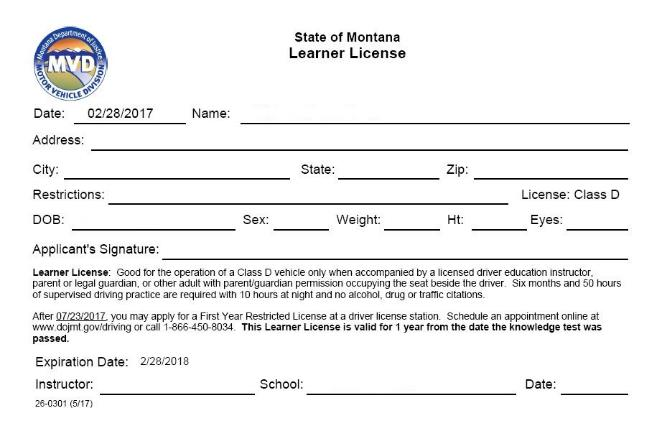 State of Montana
Learner License
Montana Department of Justice
MVD
MOTOR VEHICLE DIVISION
Date: 02/28/2017 Name:
Address:
City: State: Zip:
Restrictions: License: Class D
DOB: Sex: Weight: Ht: Eyes:
Applicant's Signature:
Learner License: Good for the operation of a Class D vehicle only when accompanied by a licensed driver education instructor,
parent or legal guardian, or other adult with parent/guardian permission occupying the seat beside the driver. Six months and 50 hours
of supervised driving practice are required with 10 hours at night and no alcohol, drug or traffic citations.
After 07/23/2017, you may apply for a First Year Restricted License at a driver license station. Schedule an appointment online at
www.dojmt.gov/driving or call 1-866-450-8034. This Learner License is valid for 1 year from the date the knowledge test was
passed.
Expiration Date: 2/28/2018
Instructor: School: Date:
26-0301 (5/17)